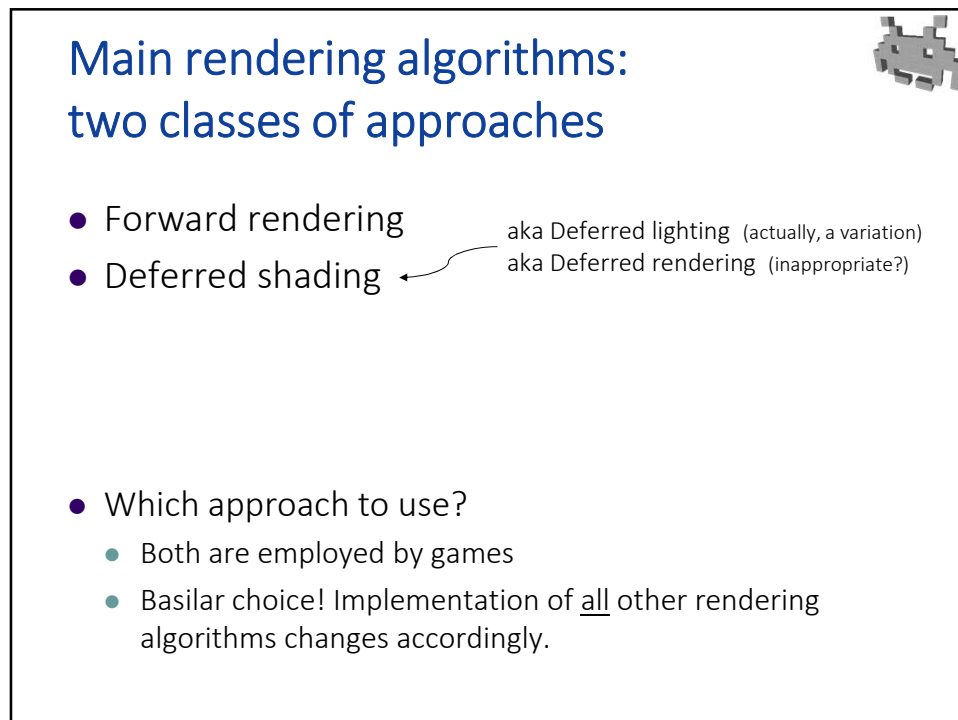 Main rendering algorithms:
two classes of approaches
● Forward rendering
● Deferred shading
aka Deferred lighting (actually, a variation)
aka Deferred rendering (inappropriate?)
● Which approach to use?
● Both are employed by games
● Basilar choice! Implementation of all other rendering
algorithms changes accordingly.